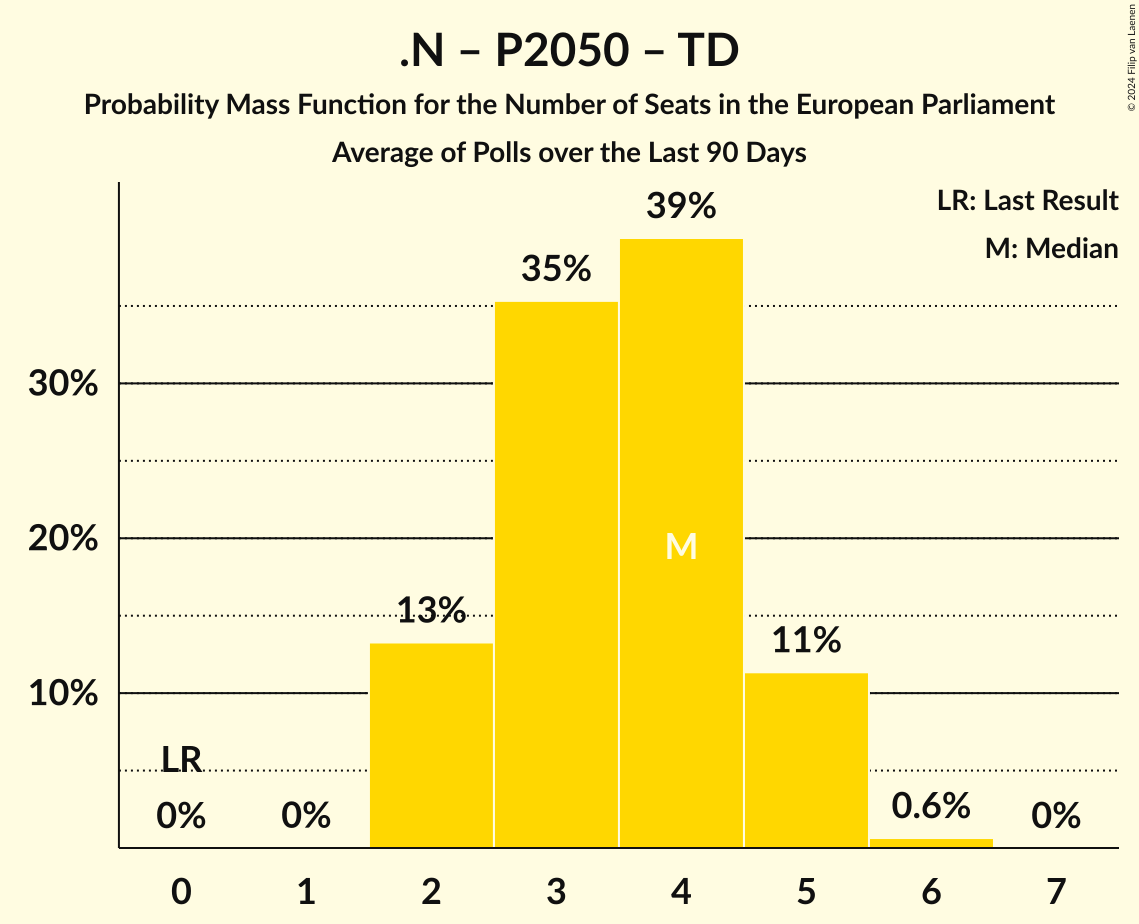 .N – P2050 – TD
Probability Mass Function for the Number of Seats in the European Parliament
Average of Polls over the Last 90 Days
© 2024 Filip van Laenen
LR: Last Result
M: Median
39%
35%
30%
20%
M
13%
11%
10%
LR
0%
0%
0.6%
0%
0 1 2 3 4 5 6 7